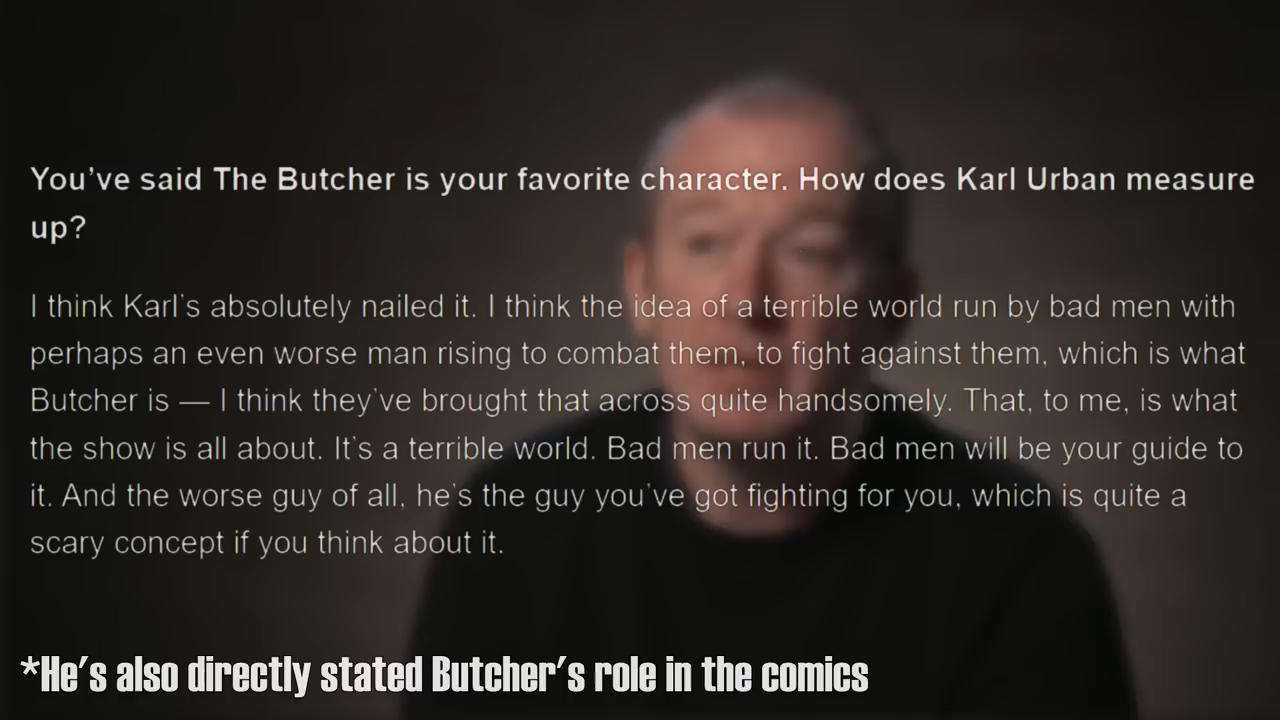 You've said The Butcher is your favorite character. How does Karl Urban measure
up?
I think Karl's absolutely nailed it. I think the idea of a terrible world run by bad men with
perhaps an even worse man rising to combat them, to fight against them, which is what
Butcher is — I think they've brought that across quite handsomely. That, to me, is what
the show is all about. It's a terrible world. Bad men run it. Bad men will be your guide to
it. And the worse guy of all, he's the guy you've got fighting for you, which is quite a
scary concept if you think about it.
*He's also directly stated Butcher's role in the comics